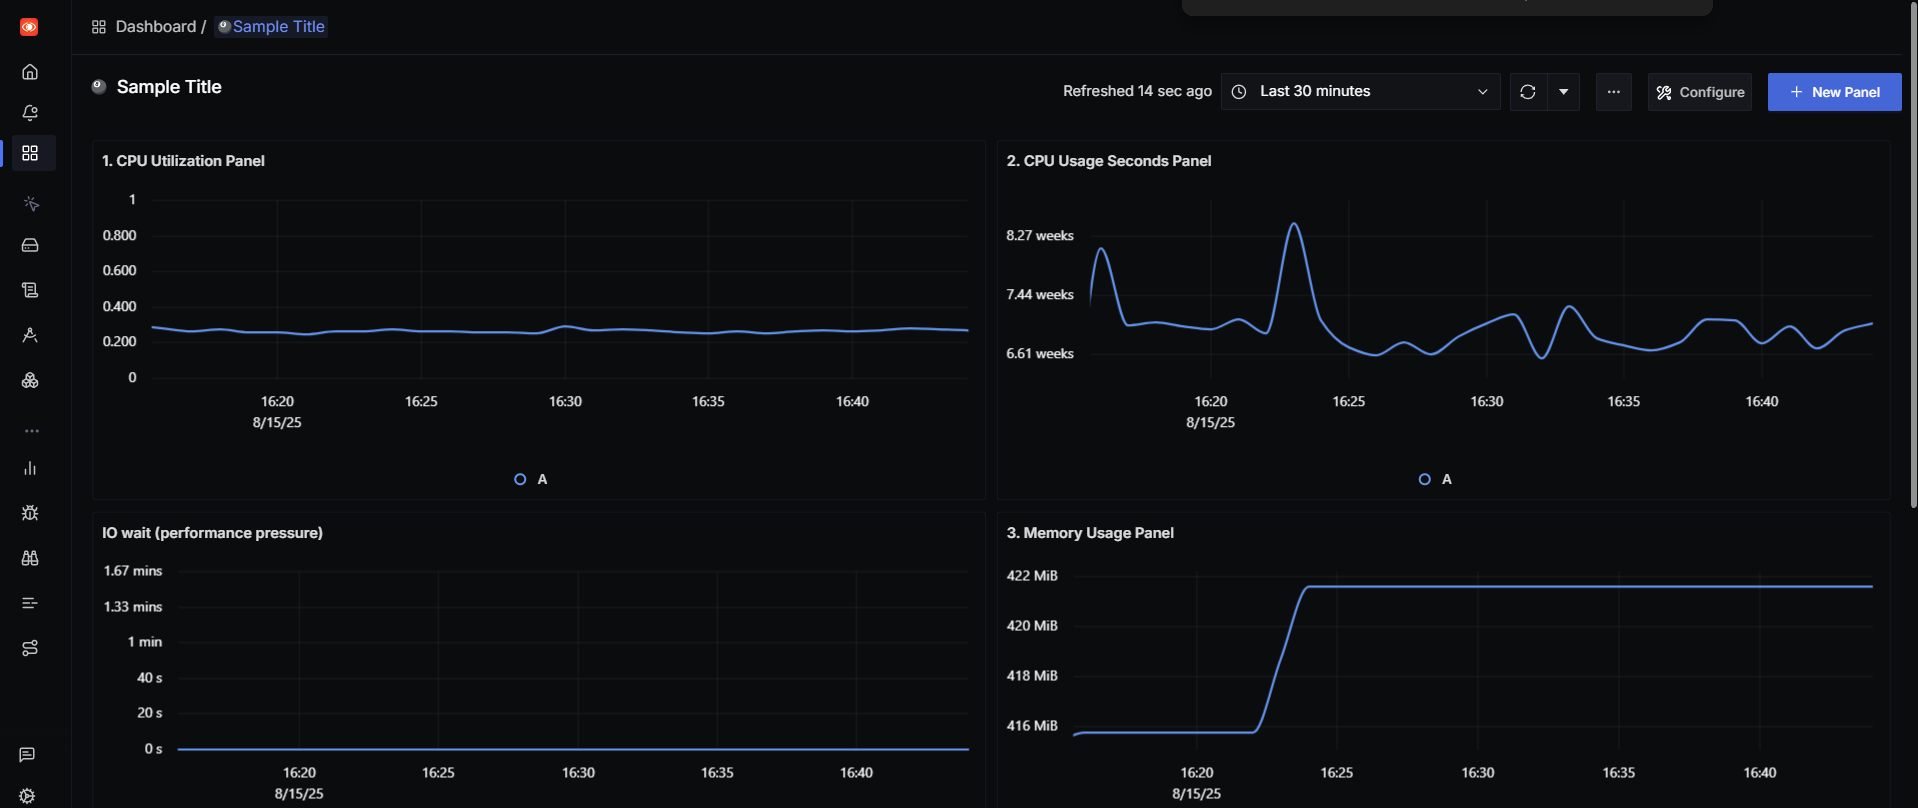 Dashboard / 🎱Sample Title
🎱 Sample Title
Refreshed 14 sec ago
Last 30 minutes
Configure
+ New Panel
1. CPU Utilization Panel
1
0.800
0.600
0.400
0.200
0
16:20 16:25 16:30 16:35 16:40
8/15/25
A
2. CPU Usage Seconds Panel
8.27 weeks
7.44 weeks
6.61 weeks
16:20 16:25 16:30 16:35 16:40
8/15/25
A
IO wait (performance pressure)
1.67 mins
1.33 mins
1 min
40 s
20 s
0 s
16:20 16:25 16:30 16:35 16:40
8/15/25
3. Memory Usage Panel
422 MiB
420 MiB
418 MiB
416 MiB
16:20 16:25 16:30 16:35 16:40
8/15/25